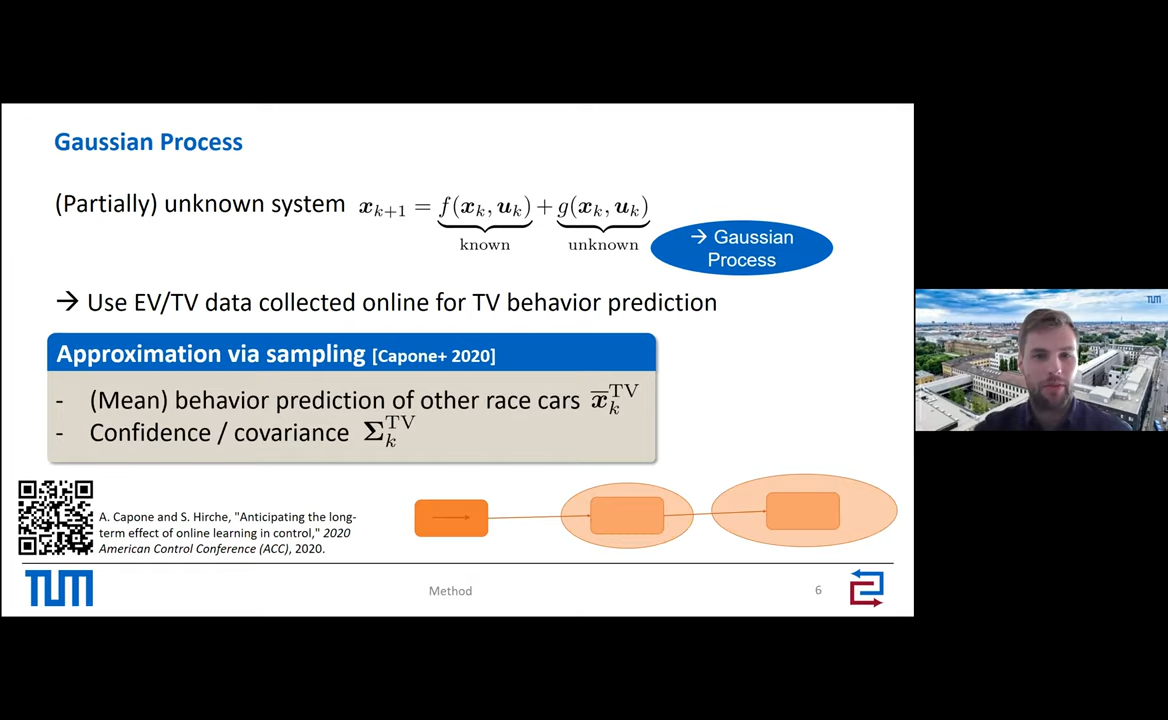 Gaussian Process
(Partially) unknown system x_{k+1} = f(x_k, u_k) + g(x_k, u_k)
known unknown
→ Gaussian
Process
→ Use EV/TV data collected online for TV behavior prediction
Approximation via sampling [Capone+ 2020]
- (Mean) behavior prediction of other race cars x̅_k^{TV}
- Confidence / covariance Σ_k^{TV}
A. Capone and S. Hirche, "Anticipating the long-
term effect of online learning in control," 2020
American Control Conference (ACC), 2020.
TUM
Method
6
TUM